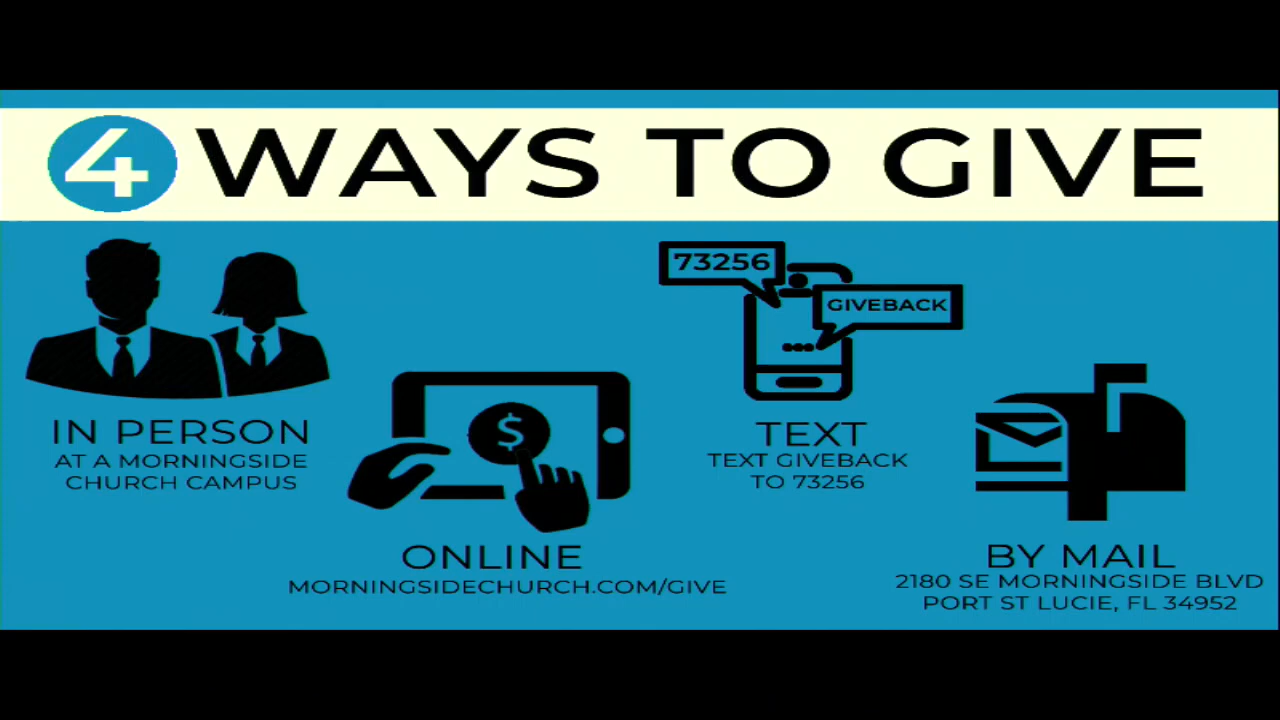 4 WAYS TO GIVE
73256
GIVEBACK
$
IN PERSON
AT A MORNINGSIDE
CHURCH CAMPUS
ONLINE
MORNINGSIDECHURCH.COM/GIVE
TEXT
TEXT GIVEBACK
TO 73256
BY MAIL
2180 SE MORNINGSIDE BLVD
PORT ST LUCIE, FL 34952